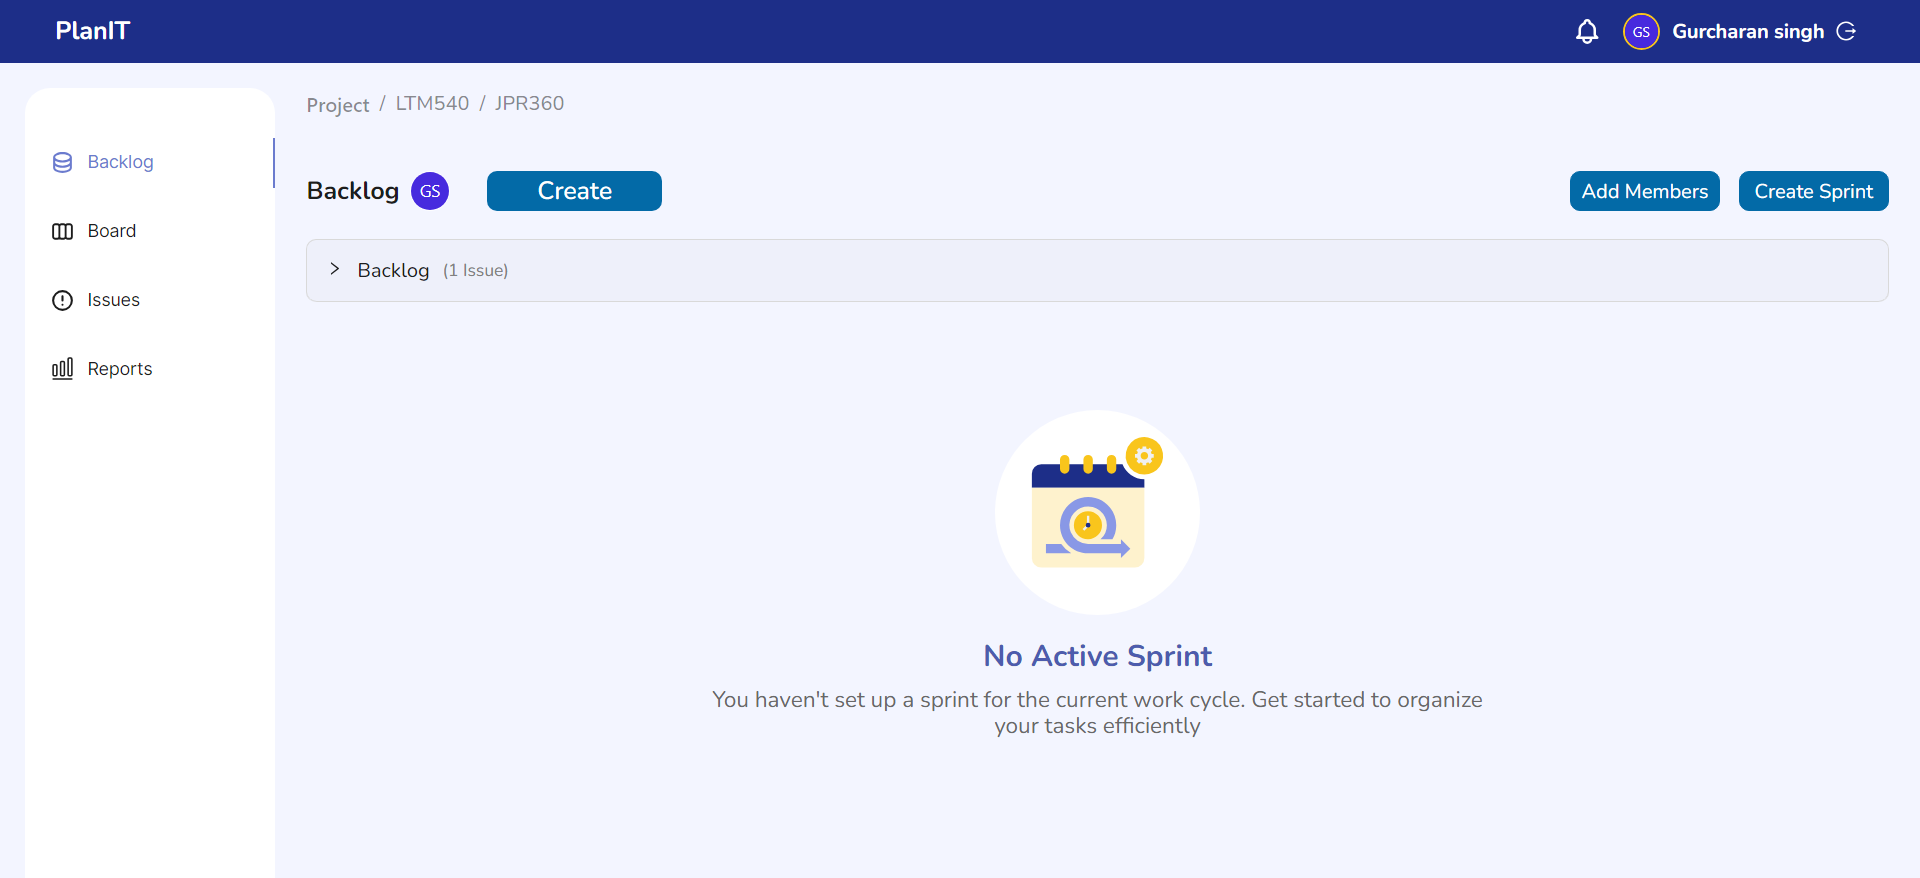 PlanIT
GS Gurcharan singh
Project / LTM540 / JPR360
Backlog
Board
Issues
Reports
Backlog GS Create Add Members Create Sprint
Backlog (1 Issue)
No Active Sprint
You haven't set up a sprint for the current work cycle. Get started to organize
your tasks efficiently